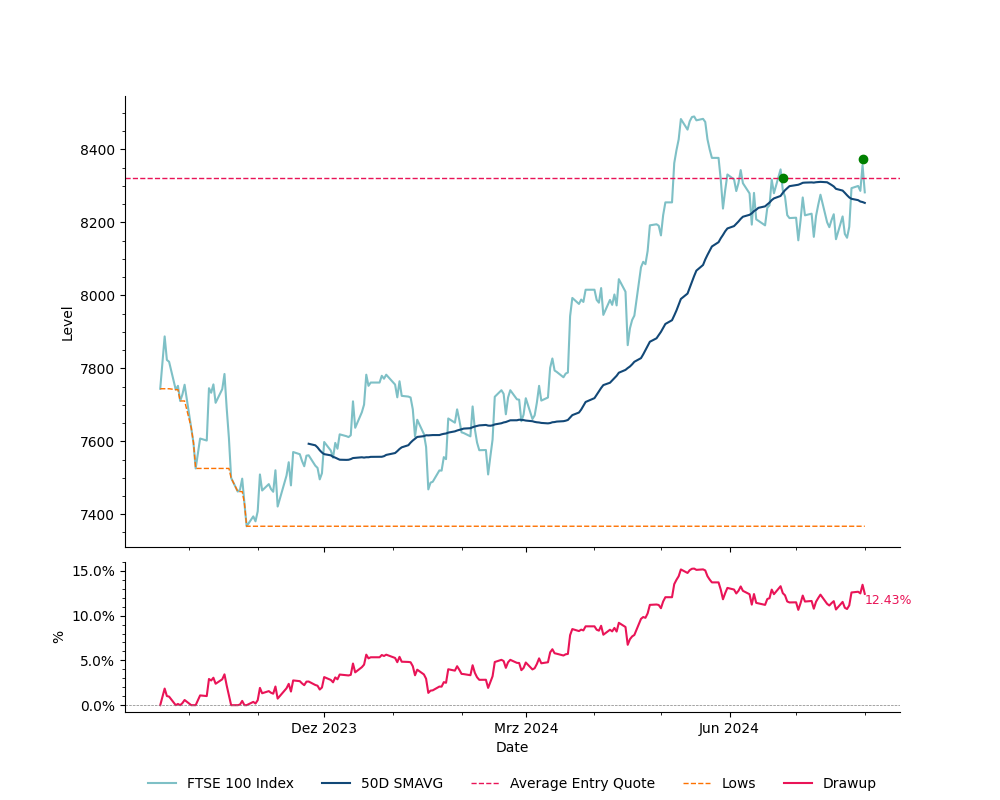 8400
8200
8000
7800
7600
7400
Level
15.0%
10.0%
5.0%
0.0%
%
12.43%
Dez 2023
Mrz 2024
Jun 2024
Date
FTSE 100 Index
50D SMAVG
Average Entry Quote
Lows
Drawup